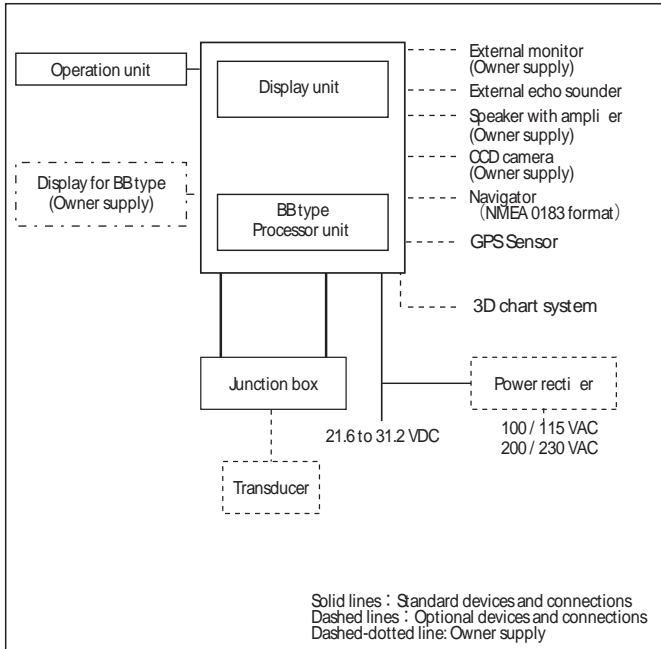 Operation unit
Display unit
External monitor
(Owner supply)
External echo sounder
Speaker with ampli er
(Owner supply)
CCD camera
(Owner supply)
Navigator
(NMEA 0183 format)
GPS Sensor
3D chart system
Display for BB type
(Owner supply)
BB type
Processor unit
Junction box
Power recti er
21.6 to 31.2 VDC
100 / 115 VAC
200 / 230 VAC
Transducer
Solid lines : Standard devices and connections
Dashed lines : Optional devices and connections
Dashed-dotted line: Owner supply